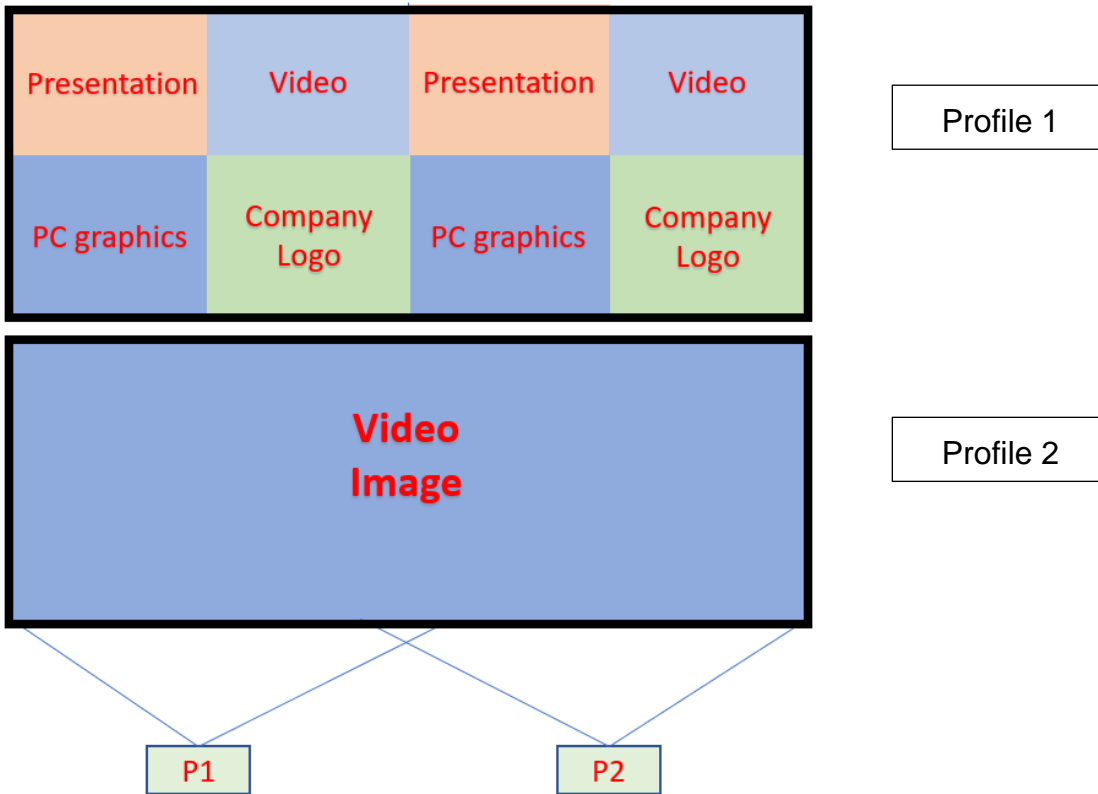 Presentation Video Presentation Video
Profile 1
PC graphics Company Logo PC graphics Company Logo
Video
Image
Profile 2
P1 P2